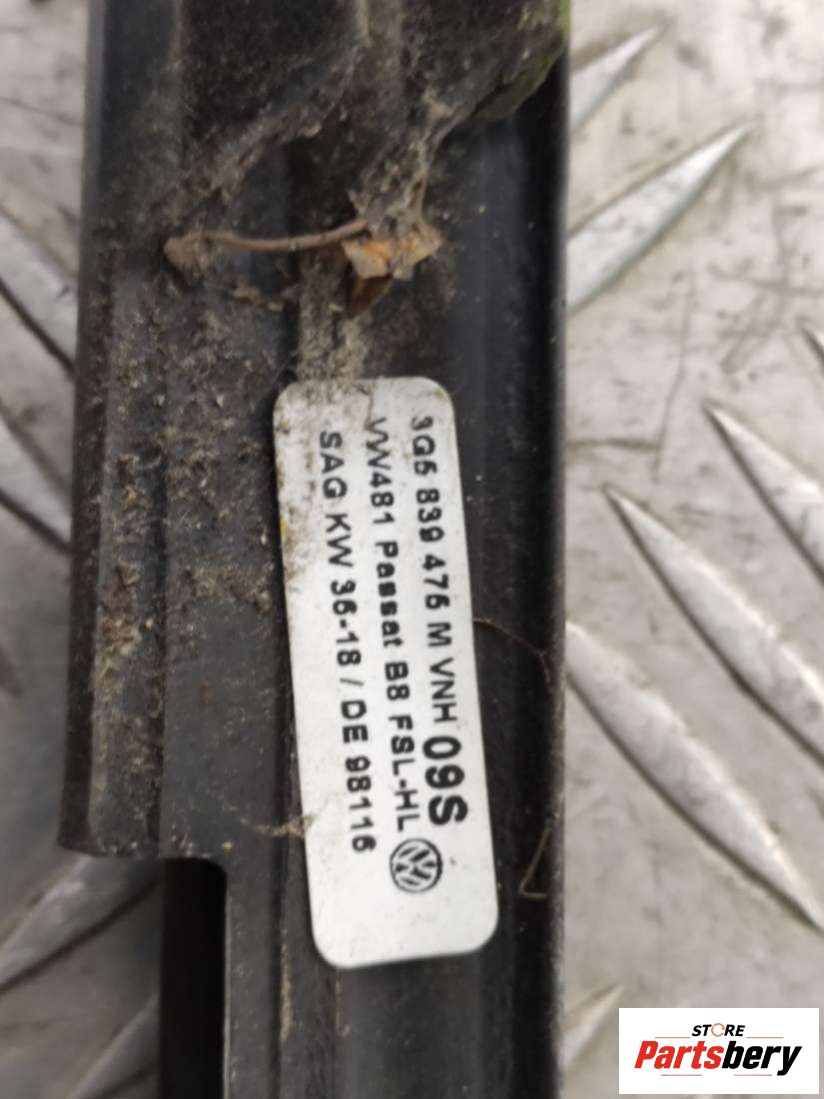 3G5 839 475 M VNH 09S
VW481 Passat B8 FSL-HL
SAG KW 36-18 / DE 98116
STORE
Partsbery